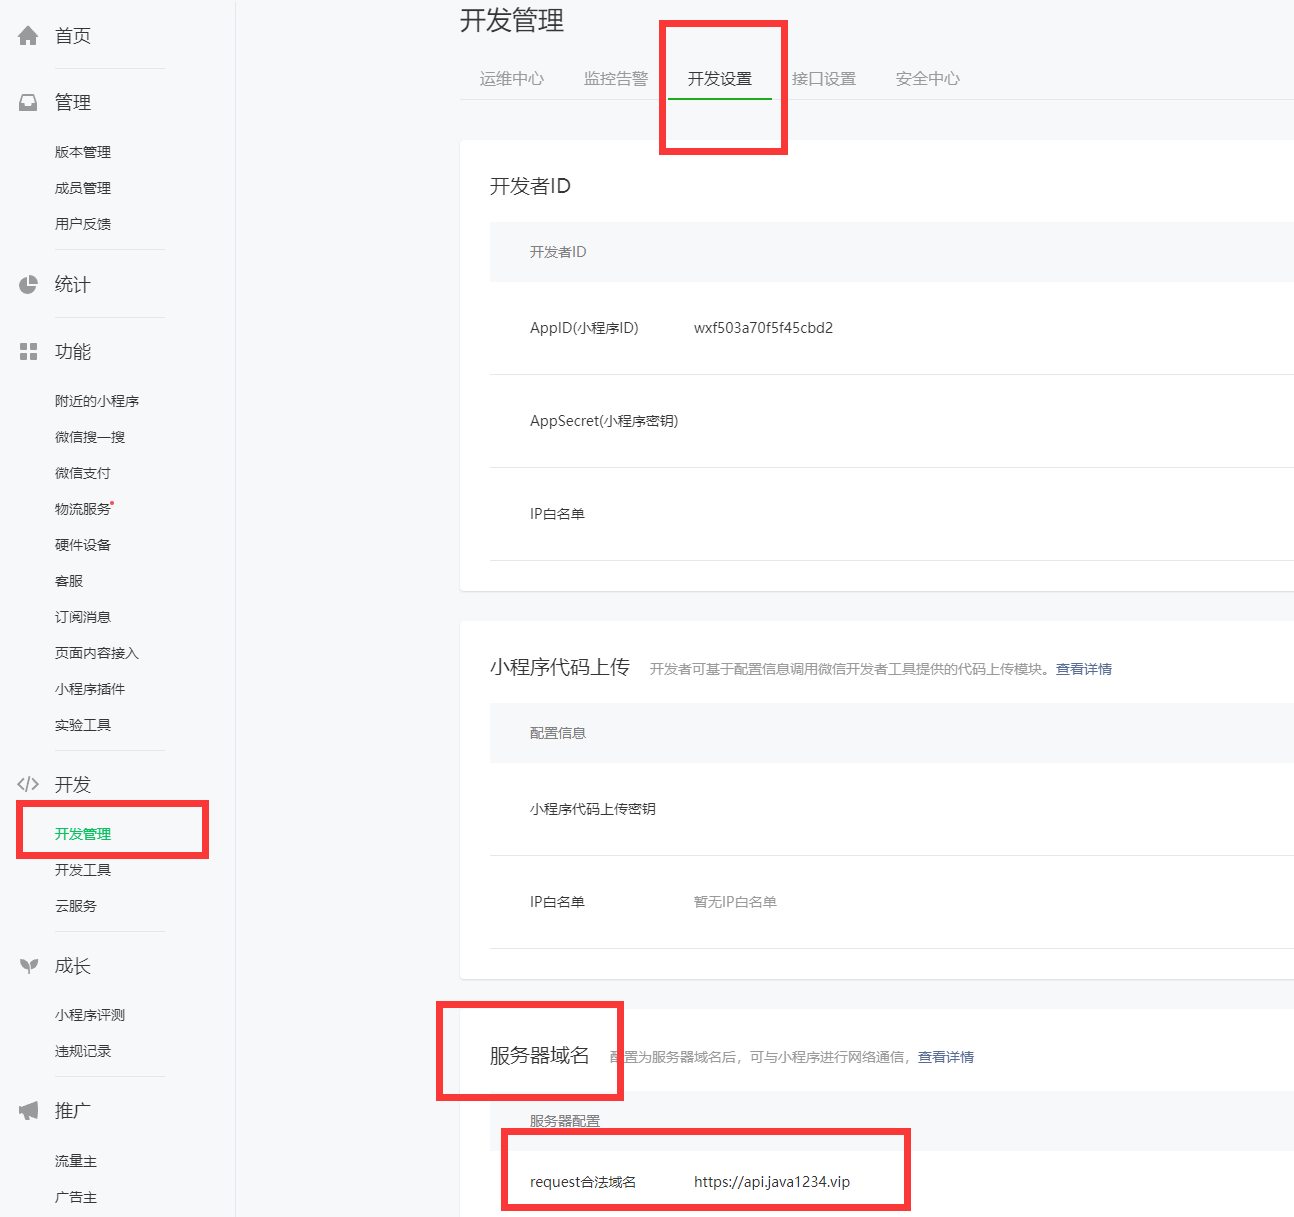 首页
管理
版本管理
成员管理
用户反馈
统计
功能
附近的小程序
微信搜一搜
微信支付
物流服务
硬件设备
客服
订阅消息
页面内容接入
小程序插件
实验工具
开发
开发管理
开发工具
云服务
成长
小程序评测
违规记录
推广
流量主
广告主
开发管理
运维中心 监控告警 开发设置 接口设置 安全中心
开发者ID
开发者ID
AppID(小程序ID) wxf503a70f5f45cbd2
AppSecret(小程序密钥)
IP白名单
小程序代码上传 开发者可基于配置信息调用微信开发者工具提供的代码上传模块。查看详情
配置信息
小程序代码上传密钥
IP白名单 暂无IP白名单
服务器域名 配置为服务器域名后，可与小程序进行网络通信，查看详情
服务器配置
request合法域名 https://api.java1234.vip